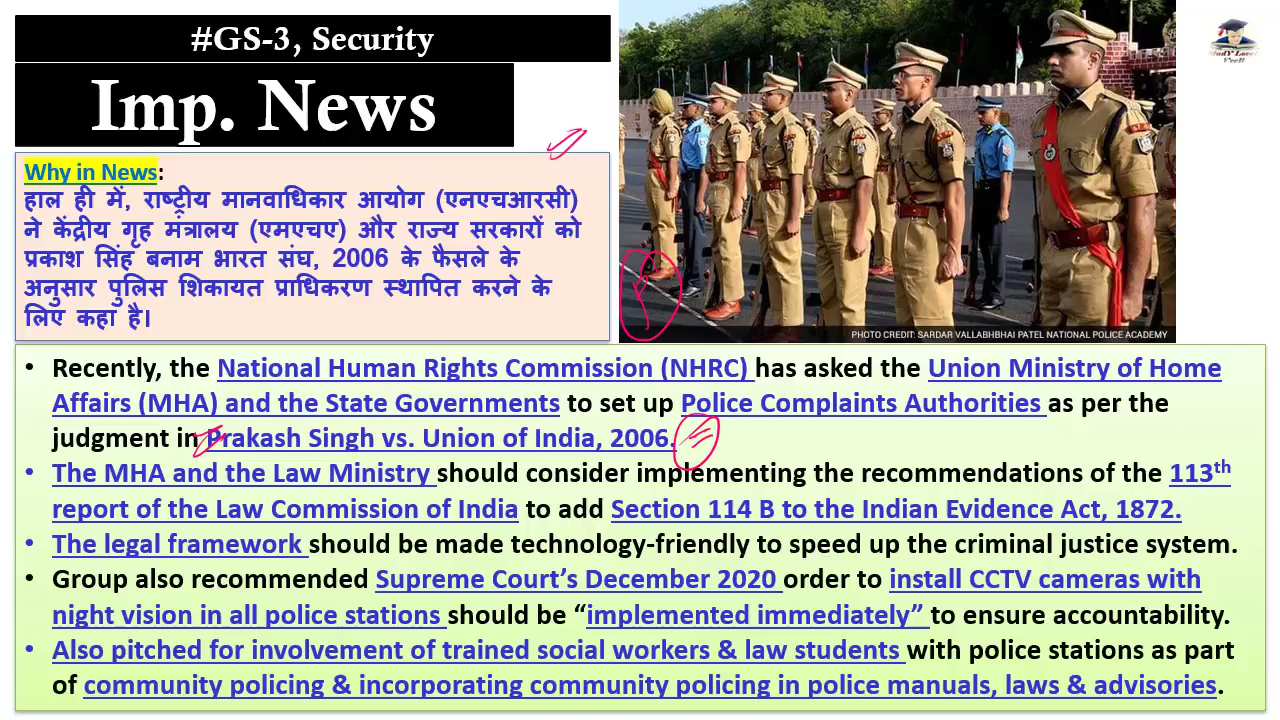 #GS-3, Security
Imp. News
Why in News:
हाल ही में, राष्ट्रीय मानवाधिकार आयोग (एनएचआरसी)
ने केंद्रीय गृह मंत्रालय (एमएचए) और राज्य सरकारों को
प्रकाश सिंह बनाम भारत संघ, 2006 के फैसले के
अनुसार पुलिस शिकायत प्राधिकरण स्थापित करने के
लिए कहा है।
PHOTO CREDIT: SARDAR VALLABHBHAI PATEL NATIONAL POLICE ACADEMY
StudY Lover
VeeR
• Recently, the National Human Rights Commission (NHRC) has asked the Union Ministry of Home
Affairs (MHA) and the State Governments to set up Police Complaints Authorities as per the
judgment in Prakash Singh vs. Union of India, 2006.
• The MHA and the Law Ministry should consider implementing the recommendations of the 113th
report of the Law Commission of India to add Section 114 B to the Indian Evidence Act, 1872.
• The legal framework should be made technology-friendly to speed up the criminal justice system.
• Group also recommended Supreme Court's December 2020 order to install CCTV cameras with
night vision in all police stations should be “implemented immediately” to ensure accountability.
• Also pitched for involvement of trained social workers & law students with police stations as part
of community policing & incorporating community policing in police manuals, laws & advisories.